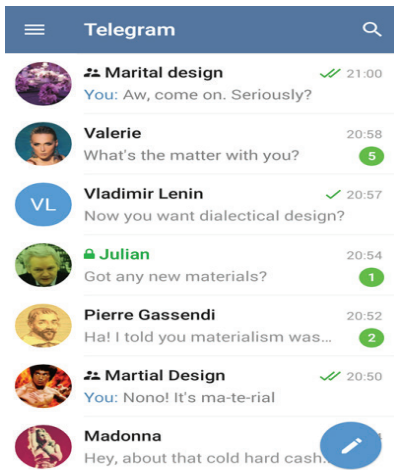 Telegram
Marital design 21:00
You: Aw, come on. Seriously?
Valerie 20:58
What's the matter with you? 5
VL Vladimir Lenin 20:57
Now you want dialectical design?
Julian 20:54
Got any new materials? 1
Pierre Gassendi 20:52
Ha! I told you materialism was... 2
Martial Design 20:50
You: Nono! It's ma-te-rial
Madonna
Hey, about that cold hard cash...